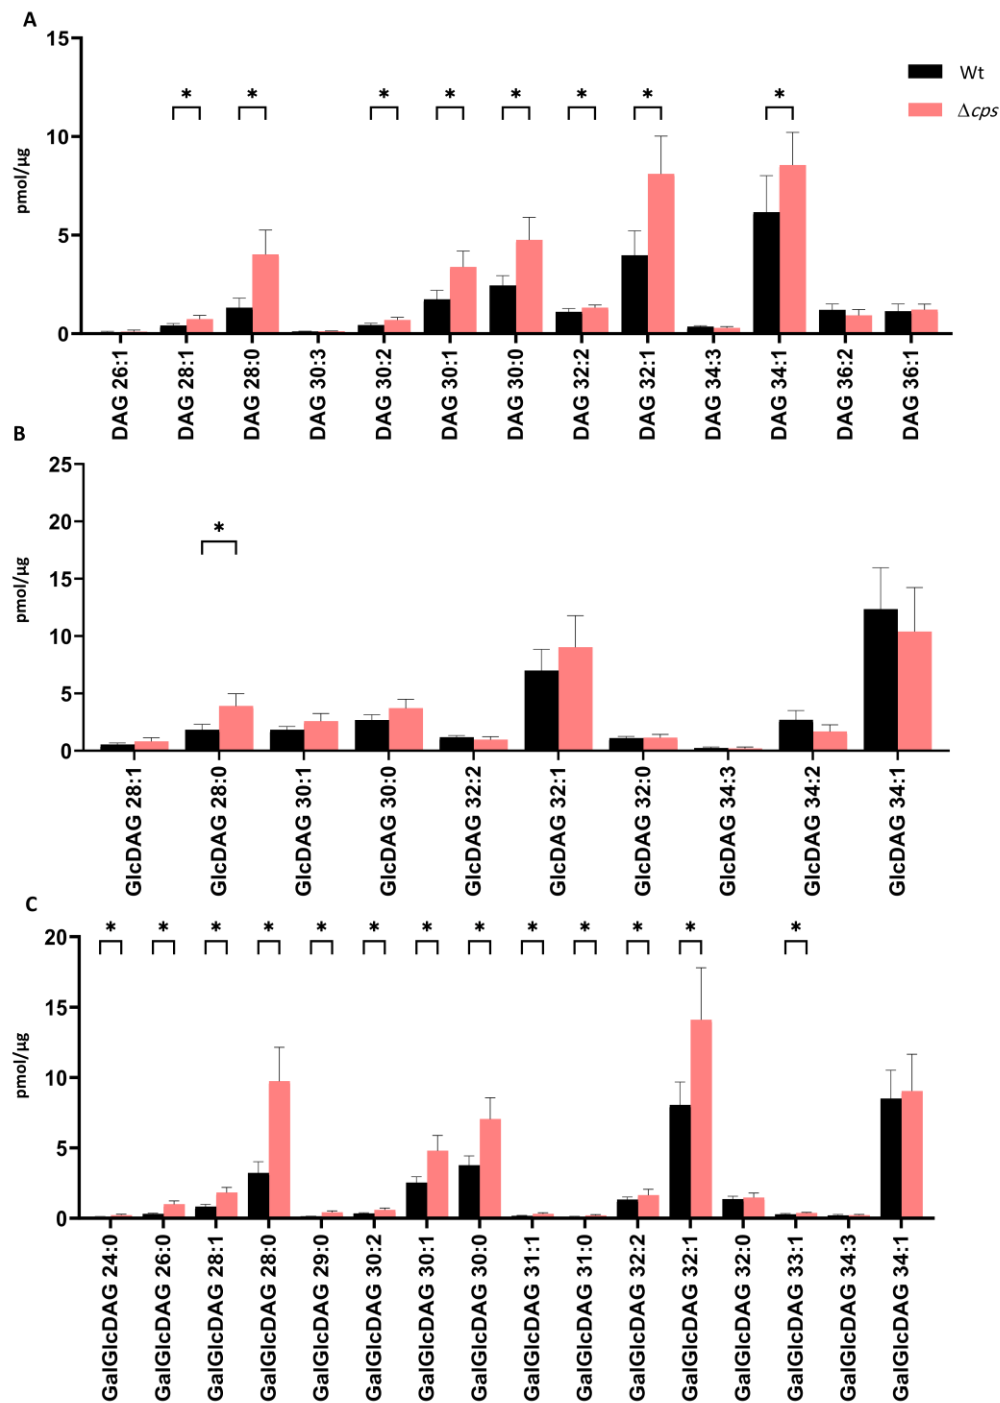 A
15
10
5
0
pmol/µg
* * * * * * * *
Wt
Δcps
DAG 26:1
DAG 28:1
DAG 28:0
DAG 30:3
DAG 30:2
DAG 30:1
DAG 30:0
DAG 32:2
DAG 32:1
DAG 34:3
DAG 34:1
DAG 36:2
DAG 36:1
B
25
20
15
10
5
0
pmol/µg
*
GlcDAG 28:1
GlcDAG 28:0
GlcDAG 30:1
GlcDAG 30:0
GlcDAG 32:2
GlcDAG 32:1
GlcDAG 32:0
GlcDAG 34:3
GlcDAG 34:2
GlcDAG 34:1
C
20
15
10
5
0
pmol/µg
* * * * * * * * * * * * *
GalGlcDAG 24:0
GalGlcDAG 26:0
GalGlcDAG 28:1
GalGlcDAG 28:0
GalGlcDAG 29:0
GalGlcDAG 30:2
GalGlcDAG 30:1
GalGlcDAG 30:0
GalGlcDAG 31:1
GalGlcDAG 31:0
GalGlcDAG 32:2
GalGlcDAG 32:1
GalGlcDAG 32:0
GalGlcDAG 33:1
GalGlcDAG 34:3
GalGlcDAG 34:1